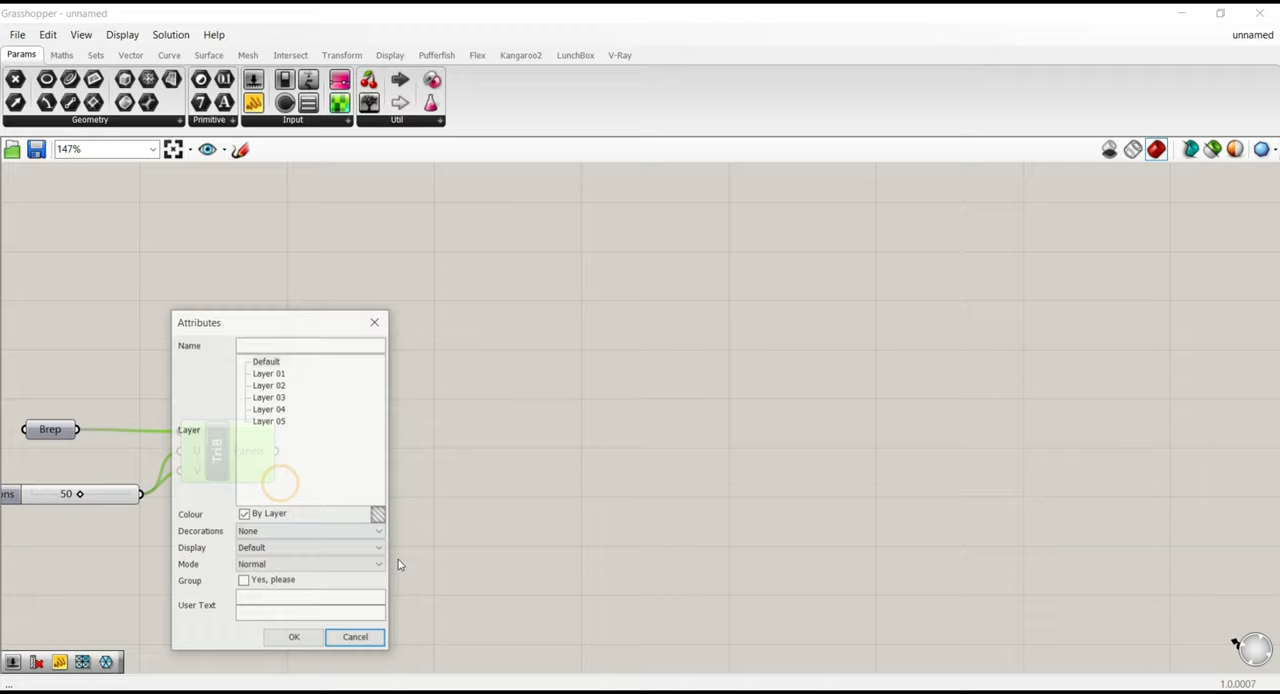 Grasshopper - unnamed
File Edit View Display Solution Help unnamed
Params Maths Sets Vector Curve Surface Mesh Intersect Transform Display Pufferfish Flex Kangaroo2 LunchBox V-Ray
Geometry Primitive Input Util
147%
Attributes
Name
Default
Layer 01
Layer 02
Layer 03
Layer 04
Layer 05
Brep
Layer
TriB
U Panels
V
ons 50
Colour By Layer
Decorations None
Display Default
Mode Normal
Group Yes, please
User Text
OK Cancel
... 1.0.0007